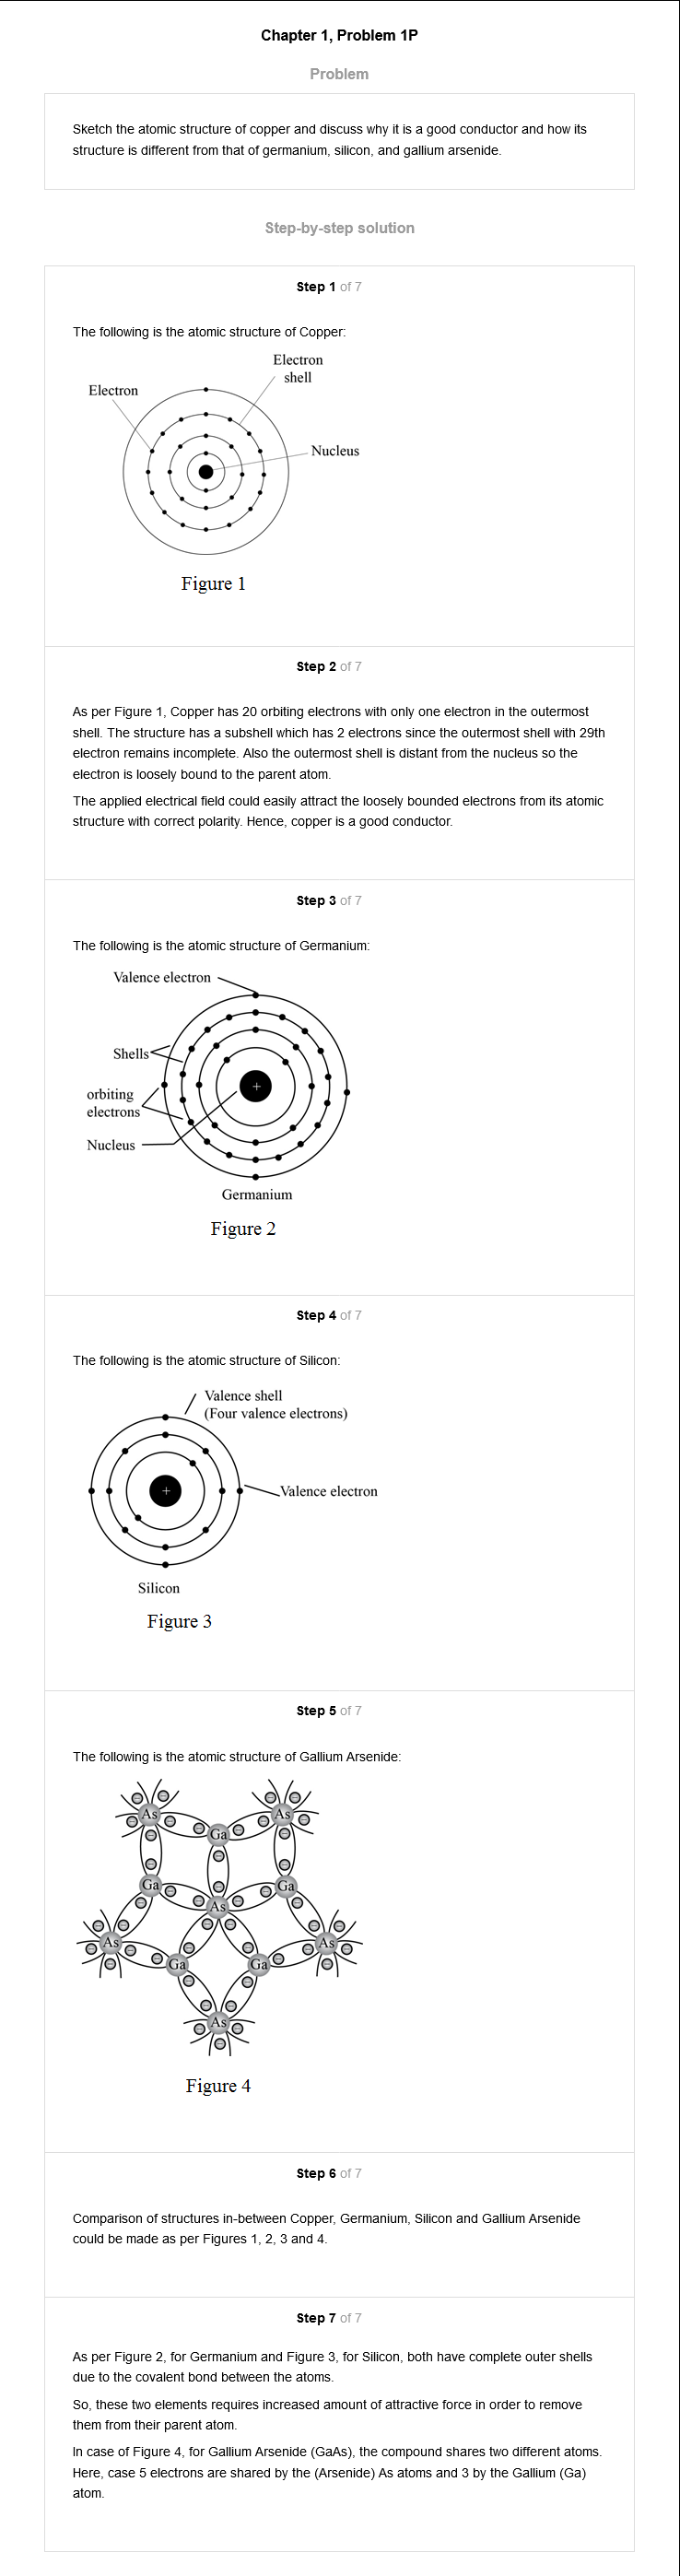 Chapter 1, Problem 1P
Problem
Sketch the atomic structure of copper and discuss why it is a good conductor and how its
structure is different from that of germanium, silicon, and gallium arsenide.
Step-by-step solution
Step 1 of 7
The following is the atomic structure of Copper:
Electron
shell
Electron
Nucleus
Figure 1
Step 2 of 7
As per Figure 1, Copper has 20 orbiting electrons with only one electron in the outermost
shell. The structure has a subshell which has 2 electrons since the outermost shell with 29th
electron remains incomplete. Also the outermost shell is distant from the nucleus so the
electron is loosely bound to the parent atom.
The applied electrical field could easily attract the loosely bounded electrons from its atomic
structure with correct polarity. Hence, copper is a good conductor.
Step 3 of 7
The following is the atomic structure of Germanium:
Valence electron
Shells
orbiting
electrons
+
Nucleus
Germanium
Figure 2
Step 4 of 7
The following is the atomic structure of Silicon:
Valence shell
(Four valence electrons)
+
Valence electron
Silicon
Figure 3
Step 5 of 7
The following is the atomic structure of Gallium Arsenide:
As
As
Ga
Ga
Ga
As
As
As
Ga
Ga
As
Figure 4
Step 6 of 7
Comparison of structures in-between Copper, Germanium, Silicon and Gallium Arsenide
could be made as per Figures 1, 2, 3 and 4.
Step 7 of 7
As per Figure 2, for Germanium and Figure 3, for Silicon, both have complete outer shells
due to the covalent bond between the atoms.
So, these two elements requires increased amount of attractive force in order to remove
them from their parent atom.
In case of Figure 4, for Gallium Arsenide (GaAs), the compound shares two different atoms.
Here, case 5 electrons are shared by the (Arsenide) As atoms and 3 by the Gallium (Ga)
atom.